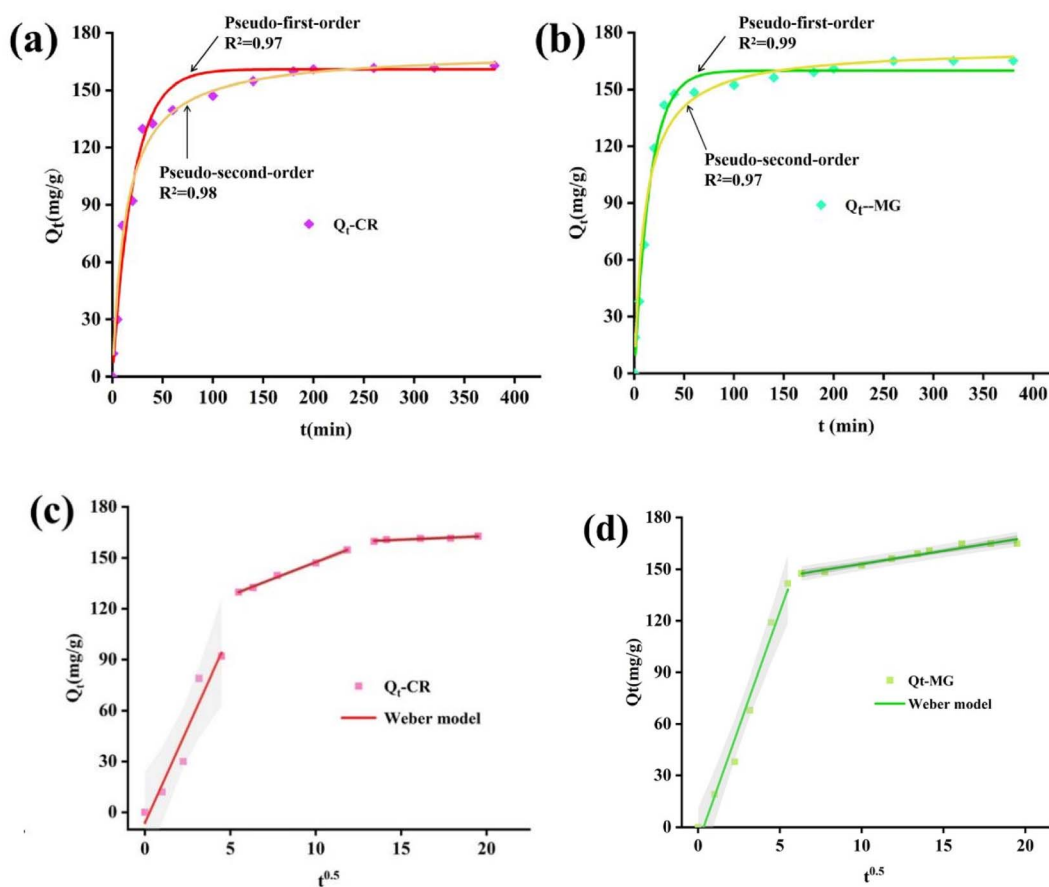 (a)
180
150
120
90
60
30
0
Qt(mg/g)
Pseudo-first-order
R²=0.97
Pseudo-second-order
R²=0.98
Qt-CR
0 50 100 150 200 250 300 350 400
t(min)
(b)
180
150
120
90
60
30
0
Qt(mg/g)
Pseudo-first-order
R²=0.99
Pseudo-second-order
R²=0.97
Qt--MG
0 50 100 150 200 250 300 350 400
t (min)
(c)
180
150
120
90
60
30
0
Qt(mg/g)
Qt-CR
Weber model
0 5 10 15 20
t0.5
(d)
180
150
120
90
60
30
0
Qt(mg/g)
Qt-MG
Weber model
0 5 10 15 20
t0.5